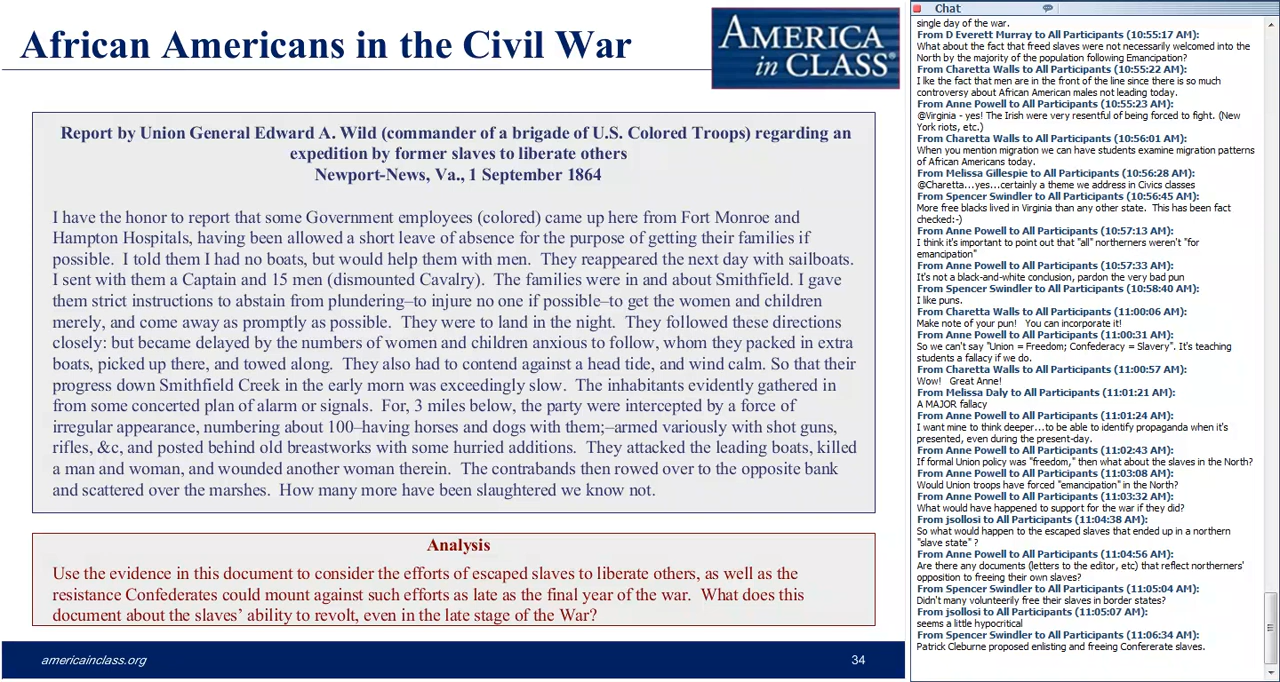 African Americans in the Civil War
AMERICA
in CLASS®
Report by Union General Edward A. Wild (commander of a brigade of U.S. Colored Troops) regarding an
expedition by former slaves to liberate others
Newport-News, Va., 1 September 1864
I have the honor to report that some Government employees (colored) came up here from Fort Monroe and
Hampton Hospitals, having been allowed a short leave of absence for the purpose of getting their families if
possible.  I told them I had no boats, but would help them with men.  They reappeared the next day with sailboats.
I sent with them a Captain and 15 men (dismounted Cavalry).  The families were in and about Smithfield. I gave
them strict instructions to abstain from plundering–to injure no one if possible–to get the women and children
merely, and come away as promptly as possible.  They were to land in the night.  They followed these directions
closely: but became delayed by the numbers of women and children anxious to follow, whom they packed in extra
boats, picked up there, and towed along.  They also had to contend against a head tide, and wind calm. So that their
progress down Smithfield Creek in the early morn was exceedingly slow.  The inhabitants evidently gathered in
from some concerted plan of alarm or signals.  For, 3 miles below, the party were intercepted by a force of
irregular appearance, numbering about 100–having horses and dogs with them;–armed variously with shot guns,
rifles, &c, and posted behind old breastworks with some hurried additions.  They attacked the leading boats, killed
a man and woman, and wounded another woman therein.  The contrabands then rowed over to the opposite bank
and scattered over the marshes.  How many more have been slaughtered we know not.
Analysis
Use the evidence in this document to consider the efforts of escaped slaves to liberate others, as well as the
resistance Confederates could mount against such efforts as late as the final year of the war.  What does this
document about the slaves' ability to revolt, even in the late stage of the War?
americainclass.org
34
Chat
single day of the war.
From D Everett Murray to All Participants (10:55:17 AM):
What about the fact that freed slaves were not necessarily welcomed into the
North by the majority of the population following Emancipation?
From Charetta Walls to All Participants (10:55:22 AM):
I lke the fact that men are in the front of the line since there is so much
controversy about African American males not leading today.
From Anne Powell to All Participants (10:55:23 AM):
@Virginia - yes! The Irish were very resentful of being forced to fight. (New
York riots, etc.)
From Charetta Walls to All Participants (10:56:01 AM):
When you mention migration we can have students examine migration patterns
of African Americans today.
From Melissa Gillespie to All Participants (10:56:28 AM):
@Charetta...yes...certainly a theme we address in Civics classes
From Spencer Swindler to All Participants (10:56:45 AM):
More free blacks lived in Virginia than any other state.  This has been fact
checked:-)
From Anne Powell to All Participants (10:57:13 AM):
I think it's important to point out that "all" northerners weren't "for
emancipation"
From Anne Powell to All Participants (10:57:33 AM):
It's not a black-and-white conclusion, pardon the very bad pun
From Spencer Swindler to All Participants (10:58:40 AM):
I like puns.
From Charetta Walls to All Participants (11:00:06 AM):
Make note of your pun!   You can incorporate it!
From Anne Powell to All Participants (11:00:31 AM):
So we can't say "Union = Freedom; Confederacy = Slavery". It's teaching
students a fallacy if we do.
From Charetta Walls to All Participants (11:00:57 AM):
Wow!   Great Anne!
From Melissa Daly to All Participants (11:01:21 AM):
A MAJOR fallacy
From Anne Powell to All Participants (11:01:24 AM):
I want mine to think deeper...to be able to identify propaganda when it's
presented, even during the present-day.
From Anne Powell to All Participants (11:02:43 AM):
If formal Union policy was "freedom," then what about the slaves in the North?
From Anne Powell to All Participants (11:03:08 AM):
Would Union troops have forced "emancipation" in the North?
From Anne Powell to All Participants (11:03:32 AM):
What would have happened to support for the war if they did?
From jsollosi to All Participants (11:04:38 AM):
So what would happen to the escaped slaves that ended up in a northern
"slave state" ?
From Anne Powell to All Participants (11:04:56 AM):
Are there any documents (letters to the editor, etc) that reflect northerners'
opposition to freeing their own slaves?
From Spencer Swindler to All Participants (11:05:04 AM):
Didn't many volunteerily free their slaves in border states?
From jsollosi to All Participants (11:05:07 AM):
seems a little hypocritical
From Spencer Swindler to All Participants (11:06:34 AM):
Patrick Cleburne proposed enlisting and freeing Confererate slaves.